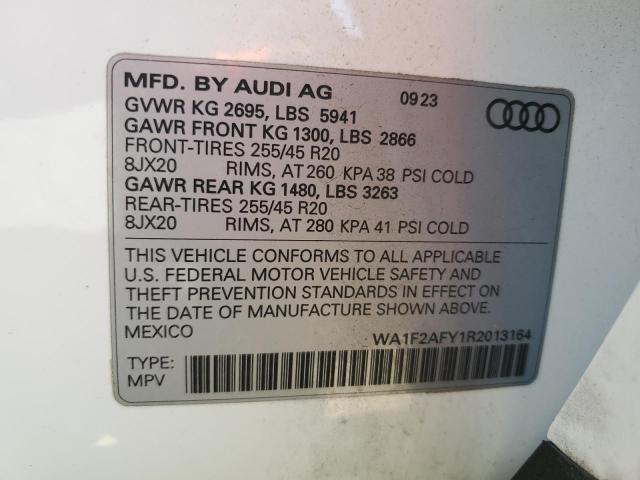 MFD. BY AUDI AG 09 23
GVWR KG 2695, LBS 5941
GAWR FRONT KG 1300, LBS 2866
FRONT-TIRES 255/45 R20
8JX20 RIMS, AT 260 KPA 38 PSI COLD
GAWR REAR KG 1480, LBS 3263
REAR-TIRES 255/45 R20
8JX20 RIMS, AT 280 KPA 41 PSI COLD
THIS VEHICLE CONFORMS TO ALL APPLICABLE
U.S. FEDERAL MOTOR VEHICLE SAFETY AND
THEFT PREVENTION STANDARDS IN EFFECT ON
THE DATE OF MANUFACTURE SHOWN ABOVE.
MEXICO WA1F2AFY1R2013164
TYPE:
MPV